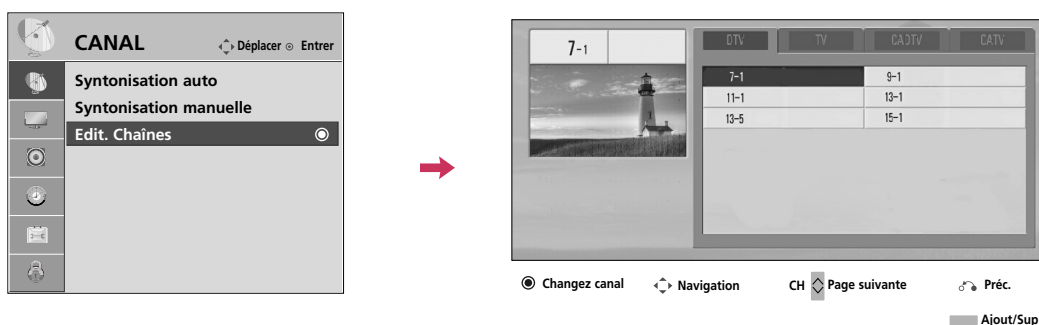 CANAL Déplacer Entrer
Syntonisation auto
Syntonisation manuelle
Edit. Chaînes
7-1
DTV TV CADTV CATV
7-1 9-1
11-1 13-1
13-5 15-1
Changez canal Navigation CH Page suivante Préc.
Ajout/Sup